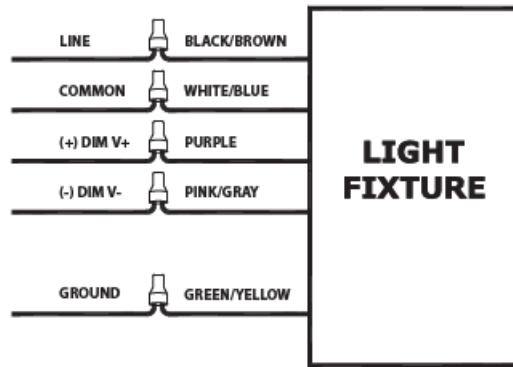 LINE BLACK/BROWN
COMMON WHITE/BLUE
(+) DIM V+ PURPLE
(-) DIM V- PINK/GRAY
GROUND GREEN/YELLOW
LIGHT
FIXTURE